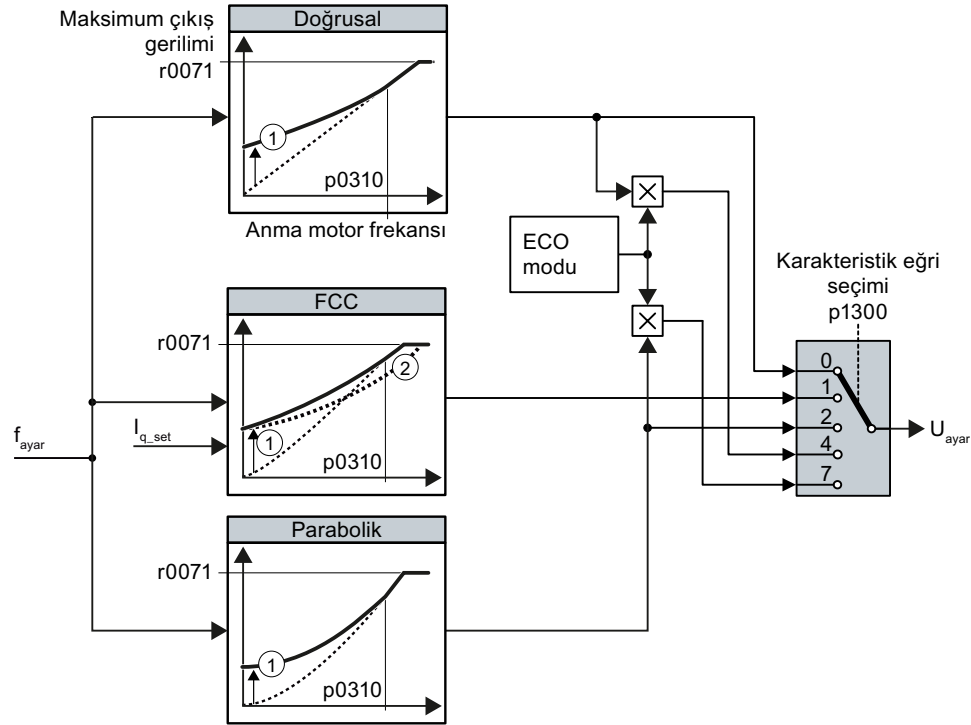 Maksimum çıkış
gerilimi
r0071
Doğrusal
1
p0310
Anma motor frekansı
ECO
modu
Karakteristik eğri
seçimi
p1300
FCC
r0071
2
1
p0310
f_ayar
I_q_set
0
1
2
4
7
U_ayar
Parabolik
r0071
1
p0310